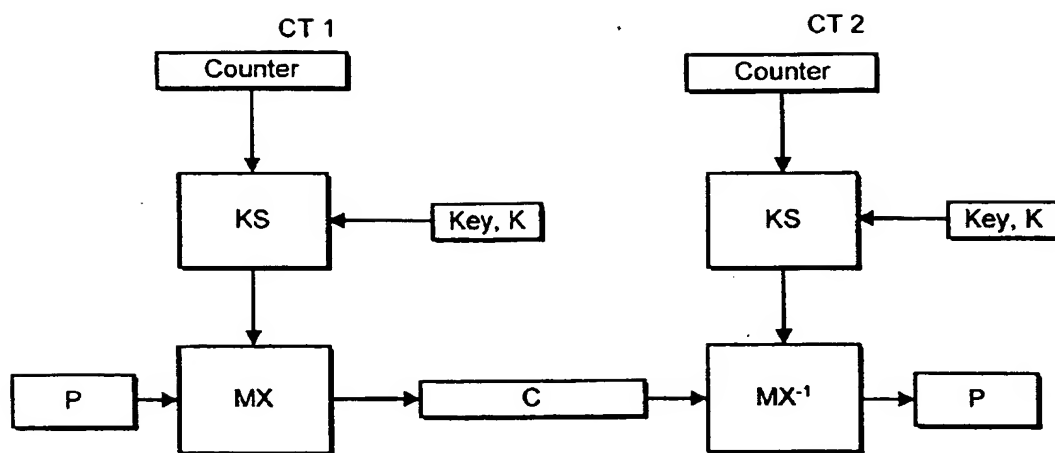 CT 1
CT 2
Counter
Counter
KS
Key, K
KS
Key, K
P
MX
C
MX-1
P